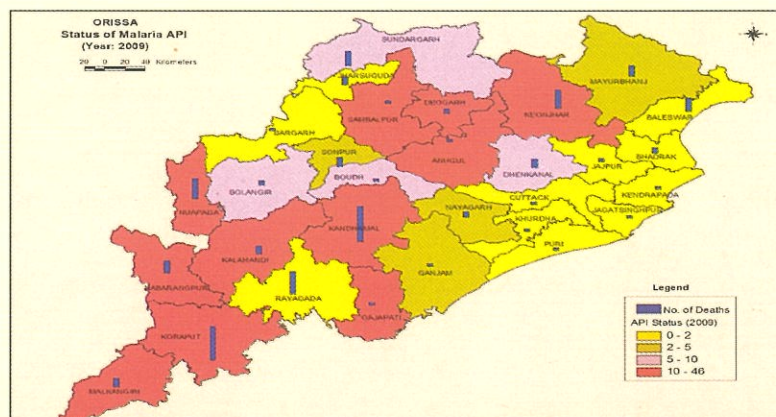 ORISSA
Status of Malaria API
(Year: 2009)
20 0 20 40 Kilometers
SUNDARGARH
JHARSUGUDA
MAYURBHANJ
DEOGARH
KEONJHAR
SAMBALPUR
BALESWAR
BARGARH
SONPUR
ANUGUL
BHADRAK
JAJPUR
DHENKANAL
BOUDH
BOLANGIR
KENDRAPADA
NUAPADA
CUTTACK
JAGATSINGHPUR
NAYAGARH
KHURDHA
KANDHAMAL
PURI
KALAHANDI
GANJAM
NABARANGPUR
RAYAGADA
GAJAPATI
KORAPUT
MALKANGIRI
Legend
No. of Deaths
API Status (2009)
0 - 2
2 - 5
5 - 10
10 - 46